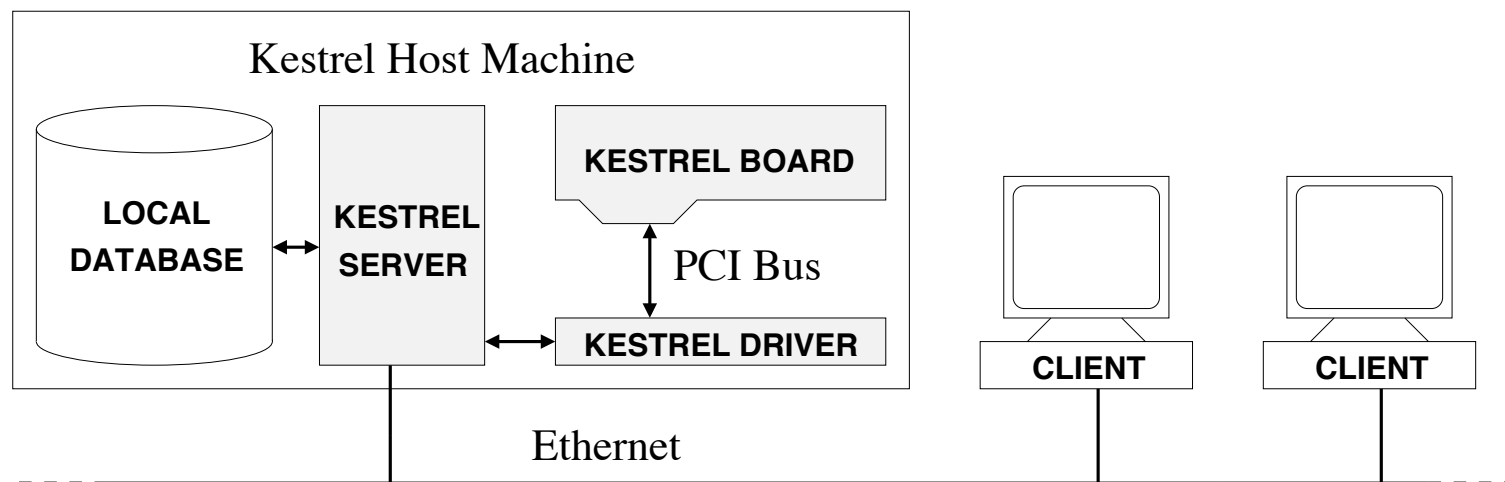 Kestrel Host Machine
LOCAL
DATABASE
KESTREL
SERVER
KESTREL BOARD
PCI Bus
KESTREL DRIVER
CLIENT
CLIENT
Ethernet